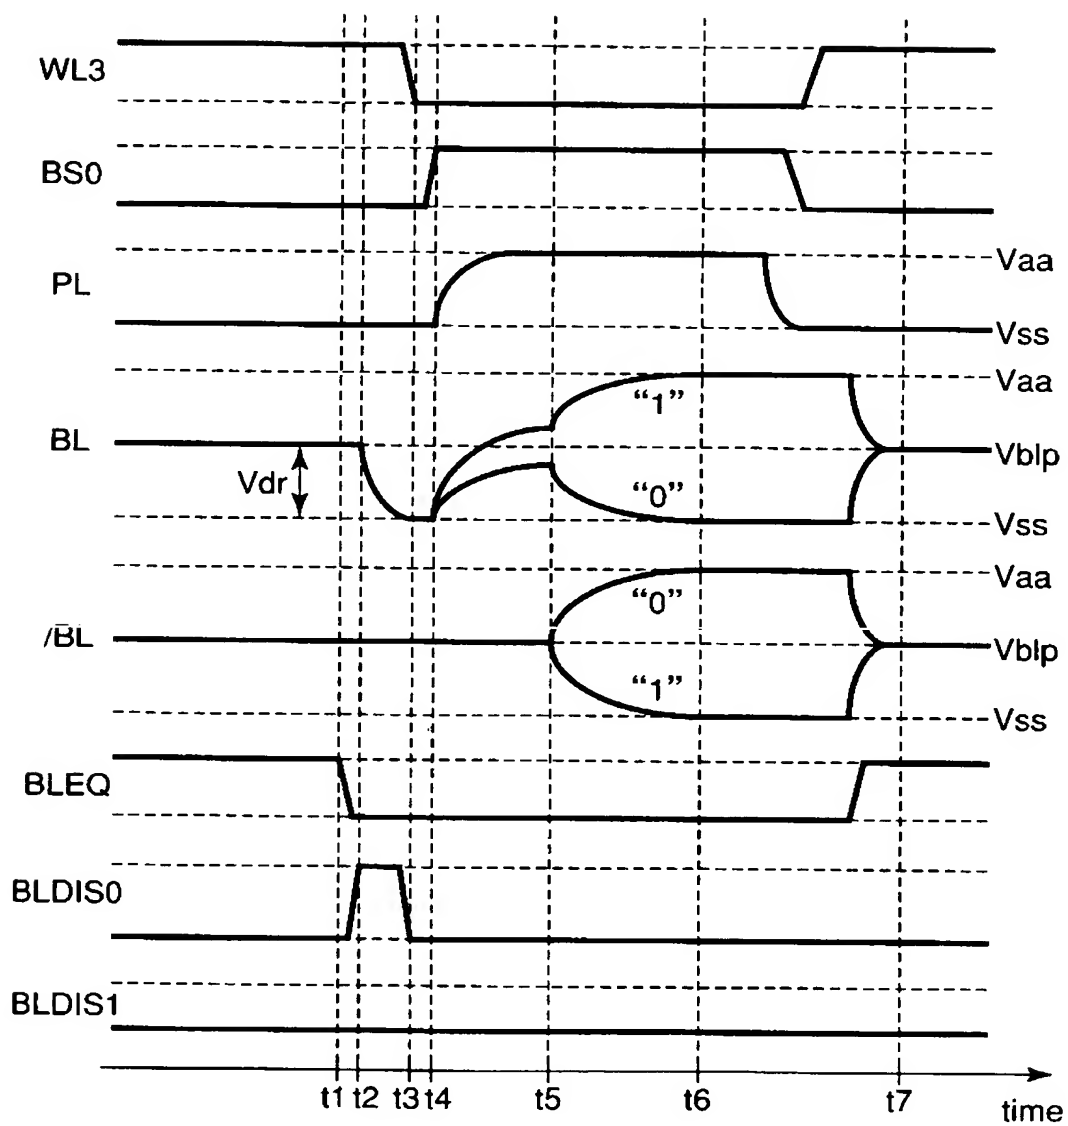 WL3
BS0
PL
Vaa
Vss
BL
Vdr
"1"
"0"
Vaa
Vblp
Vss
/BL
"0"
"1"
Vaa
Vblp
Vss
BLEQ
BLDIS0
BLDIS1
t1 t2 t3 t4 t5 t6 t7
time